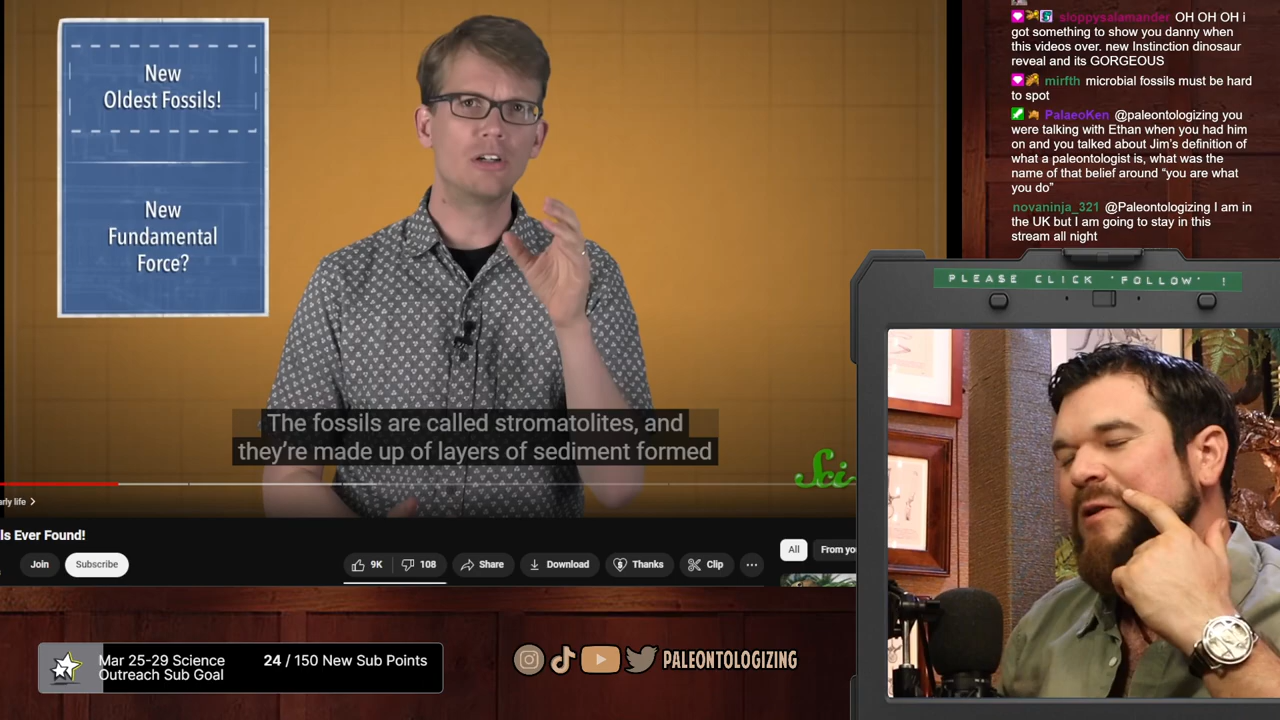 New
Oldest Fossils!
New
Fundamental
Force?
The fossils are called stromatolites, and
they're made up of layers of sediment formed
Sci
arly life
ls Ever Found!
Join
Subscribe
9K
108
Share
Download
Thanks
Clip
All
From you
Mar 25-29 Science
Outreach Sub Goal
24 / 150 New Sub Points
PALEONTOLOGIZING
sloppysalamander OH OH OH i
got something to show you danny when
this videos over. new Instinction dinosaur
reveal and its GORGEOUS
mirfth microbial fossils must be hard
to spot
PalaeoKen @paleontologizing you
were talking with Ethan when you had him
on and you talked about Jim's definition of
what a paleontologist is, what was the
name of that belief around "you are what
you do"
novaninja_321 @Paleontologizing I am in
the UK but I am going to stay in this
stream all night
PLEASE CLICK 'FOLLOW' !